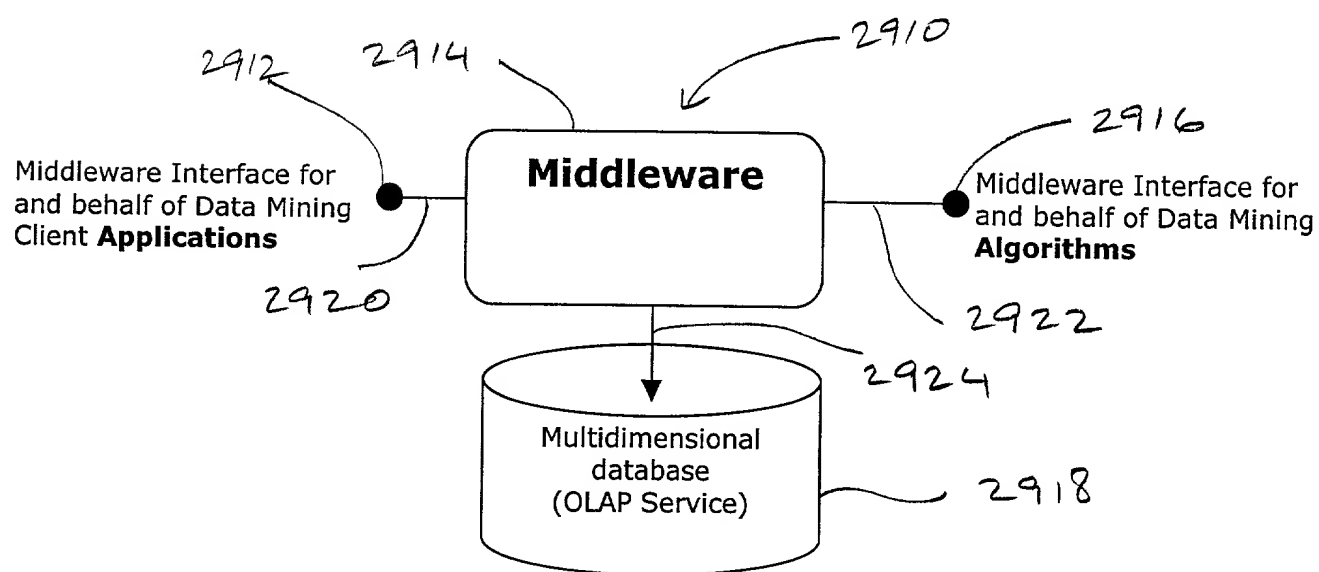 2910
2912
2914
2916
Middleware
Middleware Interface for
and behalf of Data Mining
Client Applications
Middleware Interface for
and behalf of Data Mining
Algorithms
2920
2922
2924
Multidimensional
database
(OLAP Service)
2918